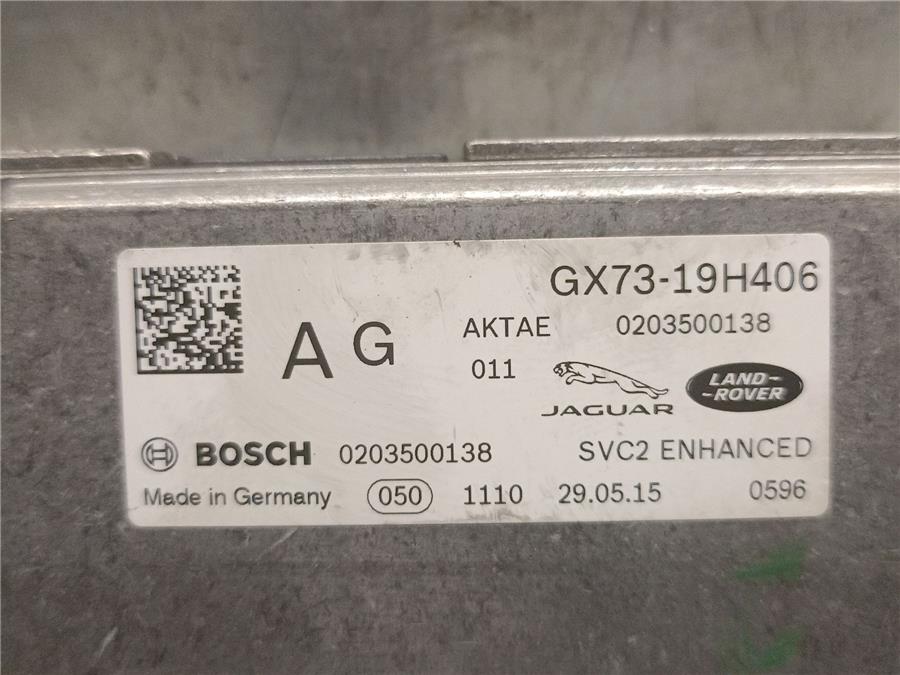 GX73-19H406
AG AKTAE 0203500138
011
JAGUAR LAND-
-ROVER
BOSCH 0203500138 SVC2 ENHANCED
Made in Germany 050 1110 29.05.15 0596